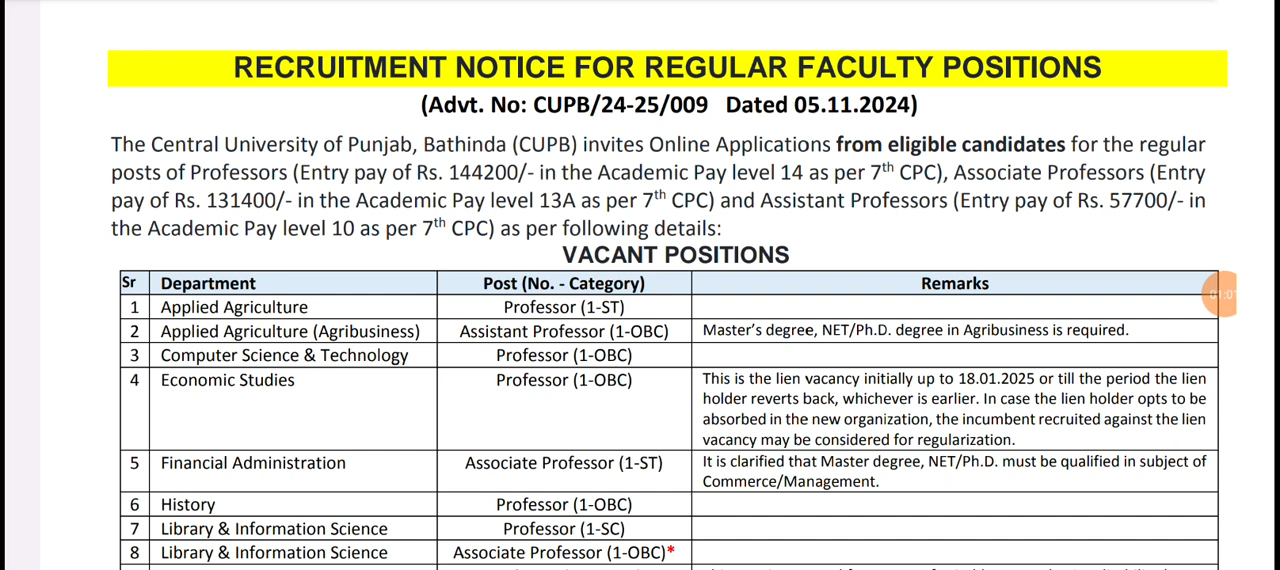 RECRUITMENT NOTICE FOR REGULAR FACULTY POSITIONS
(Advt. No: CUPB/24-25/009 Dated 05.11.2024)
The Central University of Punjab, Bathinda (CUPB) invites Online Applications from eligible candidates for the regular
posts of Professors (Entry pay of Rs. 144200/- in the Academic Pay level 14 as per 7th CPC), Associate Professors (Entry
pay of Rs. 131400/- in the Academic Pay level 13A as per 7th CPC) and Assistant Professors (Entry pay of Rs. 57700/- in
the Academic Pay level 10 as per 7th CPC) as per following details:
VACANT POSITIONS
Sr Department Post (No. - Category) Remarks
1 Applied Agriculture Professor (1-ST)
2 Applied Agriculture (Agribusiness) Assistant Professor (1-OBC) Master's degree, NET/Ph.D. degree in Agribusiness is required.
3 Computer Science & Technology Professor (1-OBC)
4 Economic Studies Professor (1-OBC) This is the lien vacancy initially up to 18.01.2025 or till the period the lien
holder reverts back, whichever is earlier. In case the lien holder opts to be
absorbed in the new organization, the incumbent recruited against the lien
vacancy may be considered for regularization.
5 Financial Administration Associate Professor (1-ST) It is clarified that Master degree, NET/Ph.D. must be qualified in subject of
Commerce/Management.
6 History Professor (1-OBC)
7 Library & Information Science Professor (1-SC)
8 Library & Information Science Associate Professor (1-OBC)*